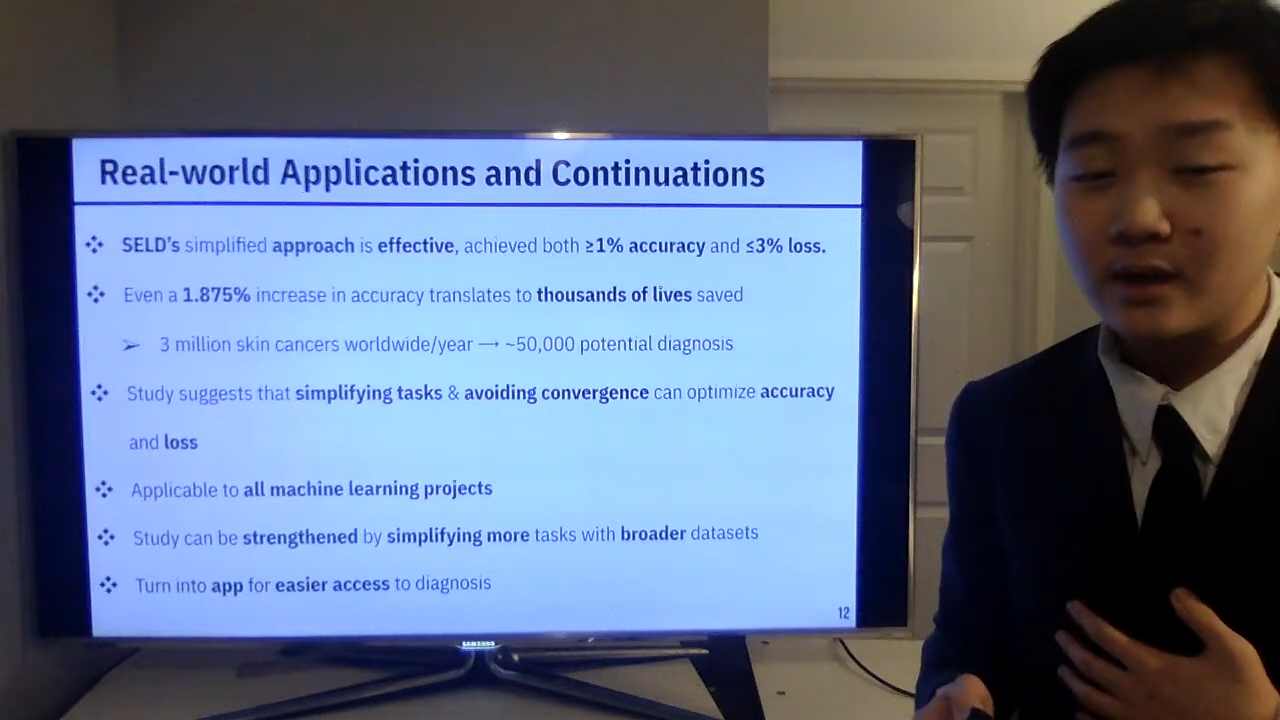 Real-world Applications and Continuations
SELD's simplified approach is effective, achieved both ≥1% accuracy and ≤3% loss.
Even a 1.875% increase in accuracy translates to thousands of lives saved
3 million skin cancers worldwide/year → ~50,000 potential diagnosis
Study suggests that simplifying tasks & avoiding convergence can optimize accuracy
and loss
Applicable to all machine learning projects
Study can be strengthened by simplifying more tasks with broader datasets
Turn into app for easier access to diagnosis
12
SAMSUNG